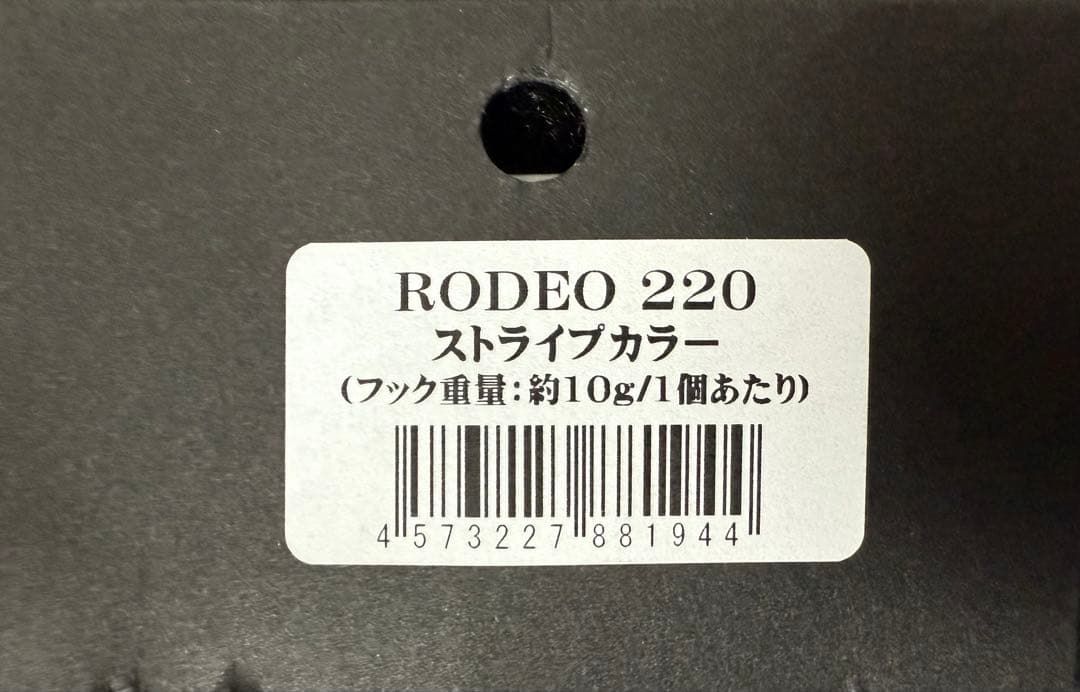 RODEO 220
ストライプカラー
(フック重量:約10g/1個あたり)
4 573227 881944